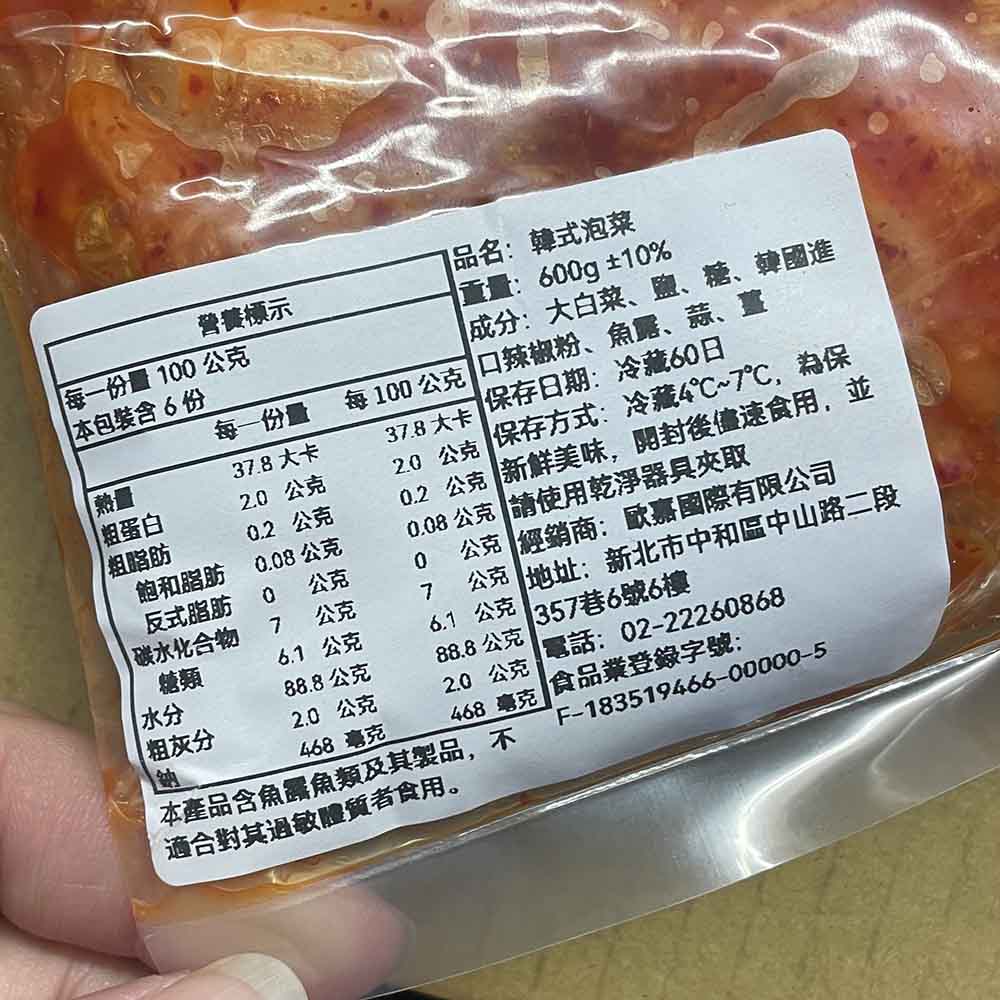 營養標示
每一份量 100 公克
本包裝含 6 份
每一份量 每 100 公克
熱量 37.8 大卡 37.8 大卡
粗蛋白 2.0 公克 2.0 公克
粗脂肪 0.2 公克 0.2 公克
飽和脂肪 0.08 公克 0.08 公克
反式脂肪 0 公克 0 公克
碳水化合物 7 公克 7 公克
糖類 6.1 公克 6.1 公克
水分 88.8 公克 88.8 公克
粗灰分 2.0 公克 2.0 公克
鈉 468 毫克 468 毫克
本產品含魚露魚類及其製品，不
適合對其過敏體質者食用。
品名：韓式泡菜
重量：600g ±10%
成分：大白菜、鹽、糖、韓國進
口辣椒粉、魚露、蒜、薑
保存日期：冷藏60日
保存方式：冷藏4℃~7℃，為保
新鮮美味，開封後儘速食用，並
請使用乾淨器具夾取
經銷商：歐嘉國際有限公司
地址：新北市中和區中山路二段
357巷6號6樓
電話：02-22260868
食品業登錄字號：
F-183519466-00000-5